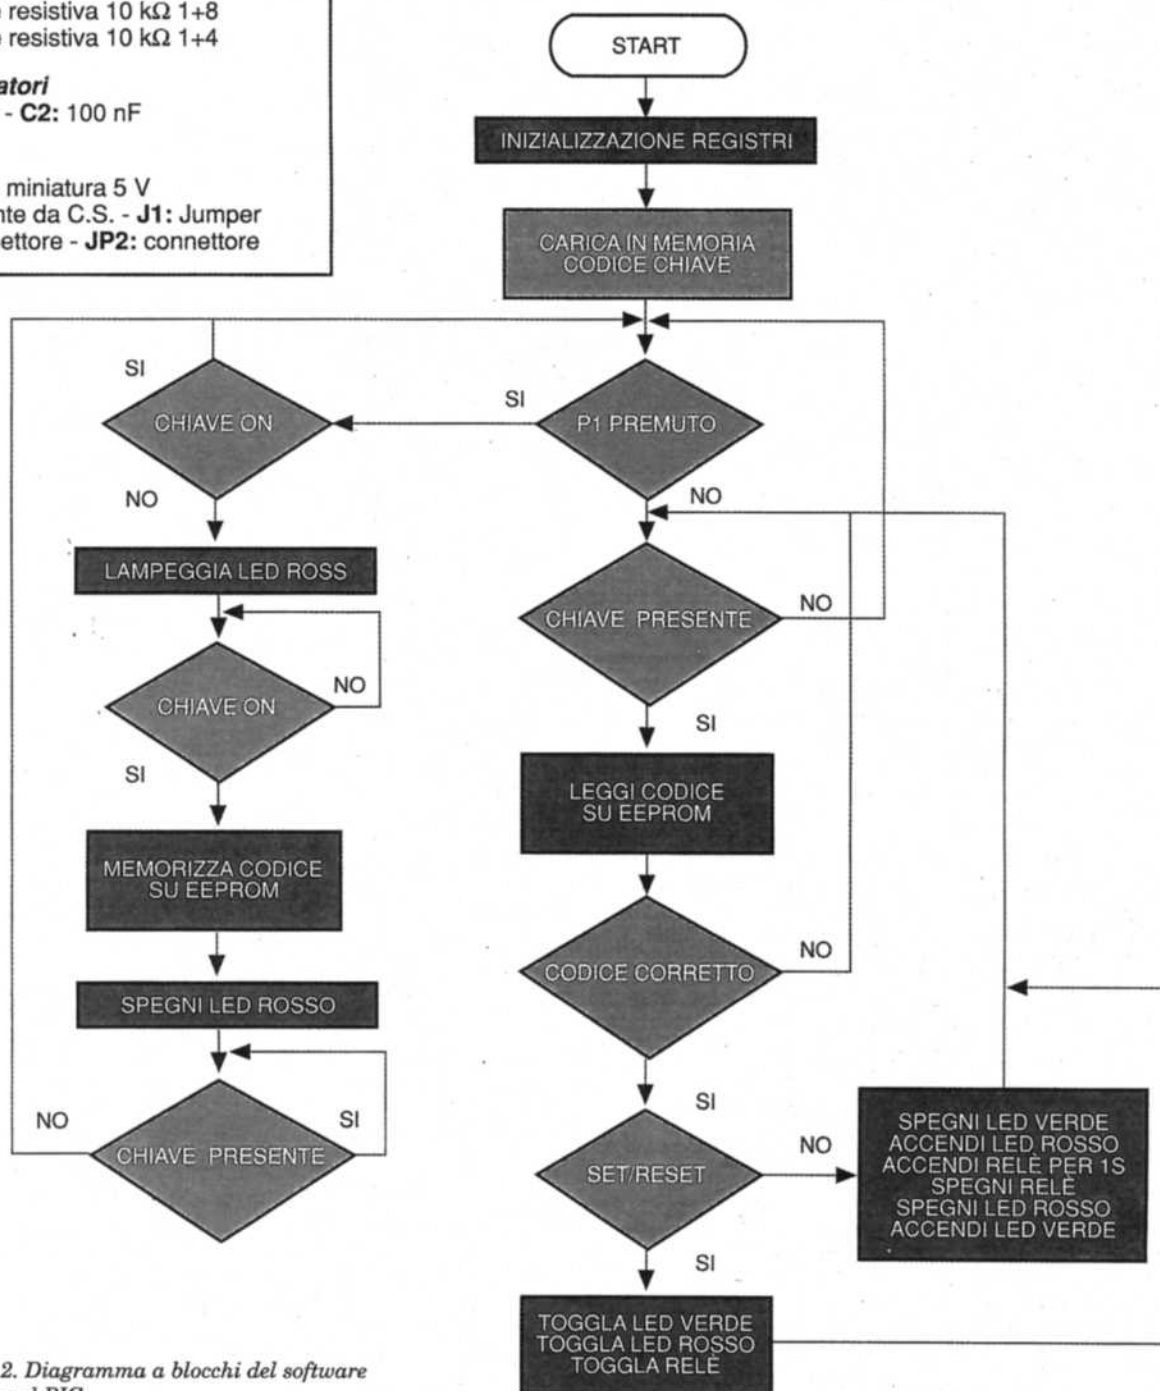 resistiva 10 kΩ 1+8
resistiva 10 kΩ 1+4
- C2: 100 nF
miniatura 5 V
da C.S. - J1: Jumper
- JP2: connettore
START
INIZIALIZZAZIONE REGISTRI
CARICA IN MEMORIA
CODICE CHIAVE
SI
CHIAVE ON
SI
P1 PREMUTO
NO
NO
LAMPEGGIA LED ROSS
CHIAVE PRESENTE
NO
CHIAVE ON
NO
SI
SI
LEGGI CODICE
SU EEPROM
MEMORIZZA CODICE
SU EEPROM
CODICE CORRETTO
NO
SPEGNI LED ROSSO
NO
CHIAVE PRESENTE
SI
SI
SET/RESET
NO
SPEGNI LED VERDE
ACCENDI LED ROSSO
ACCENDI RELÈ PER 1S
SPEGNI RELÈ
SPEGNI LED ROSSO
ACCENDI LED VERDE
SI
TOGGLA LED VERDE
TOGGLA LED ROSSO
TOGGLA RELÈ
2. Diagramma a blocchi del software